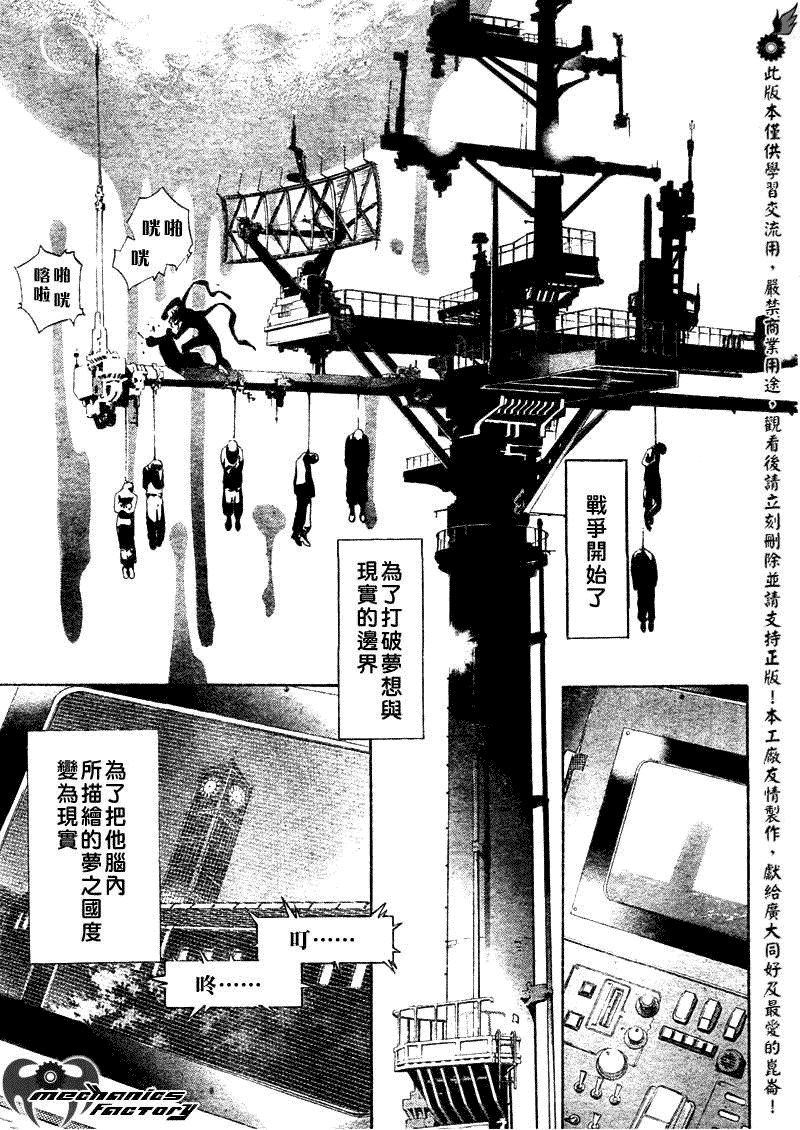 啪
咣
咣
啪
咣
喀
啦
戰爭開始了
為了打破夢想與
現實的邊界
為了把他腦內
所描繪的夢之國度
變為現實
叮……
咚……
此版本僅供學習交流用，嚴禁商業用途。觀看後請立刻刪除並請支持正版！本工廠友情製作，獻給廣大同好及最愛的崑崙！
mechanics
Factory